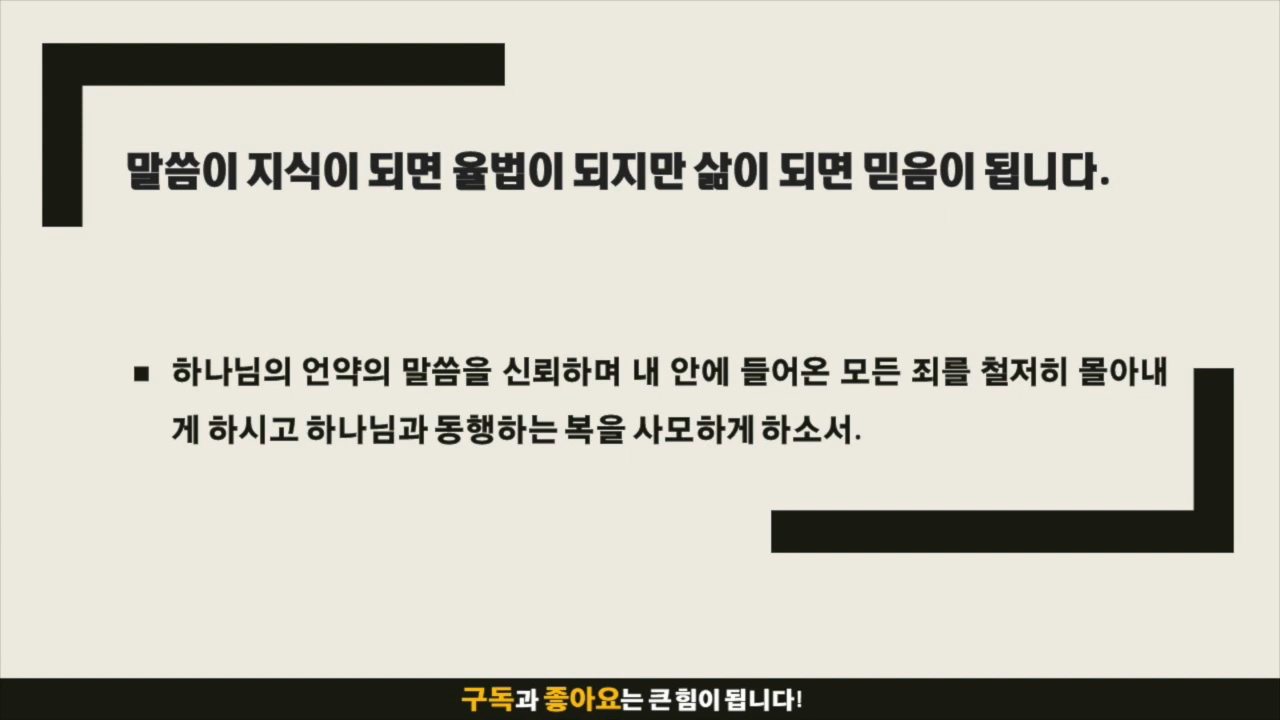 말씀이 지식이 되면 율법이 되지만 삶이 되면 믿음이 됩니다.
■ 하나님의 언약의 말씀을 신뢰하며 내 안에 들어온 모든 죄를 철저히 몰아내
게 하시고 하나님과 동행하는 복을 사모하게 하소서.
구독과 좋아요는 큰 힘이 됩니다!